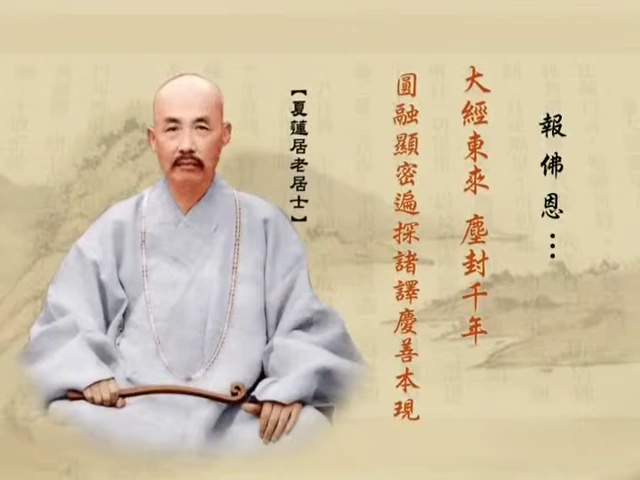 報佛恩…
大經東來 塵封千年
圓融顯密遍探諸譯慶善本現
【夏蓮居老居士】